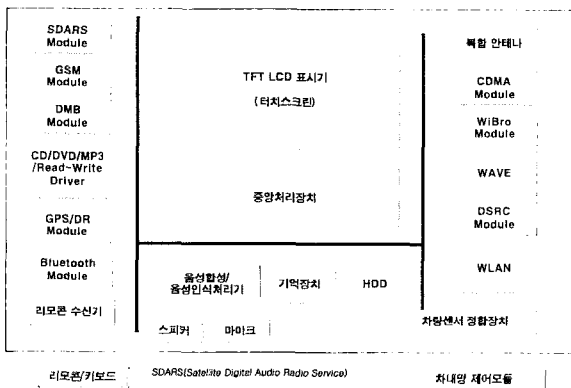 SDARS
Module
GSM
Module
DMB
Module
CD/DVD/MP3
/Read-Write
Driver
GPS/DR
Module
Bluetooth
Module
리모콘 수신기
TFT LCD 표시기
(터치스크린)
중앙처리장치
음성합성/
음성인식처리기
기억장치
HDD
스피커
마이크
복합 안테나
CDMA
Module
WiBro
Module
WAVE
DSRC
Module
WLAN
차량센서 정합장치
리모콘/키보드
SDARS(Satellite Digital Audio Radio Service)
차내망 제어모듈